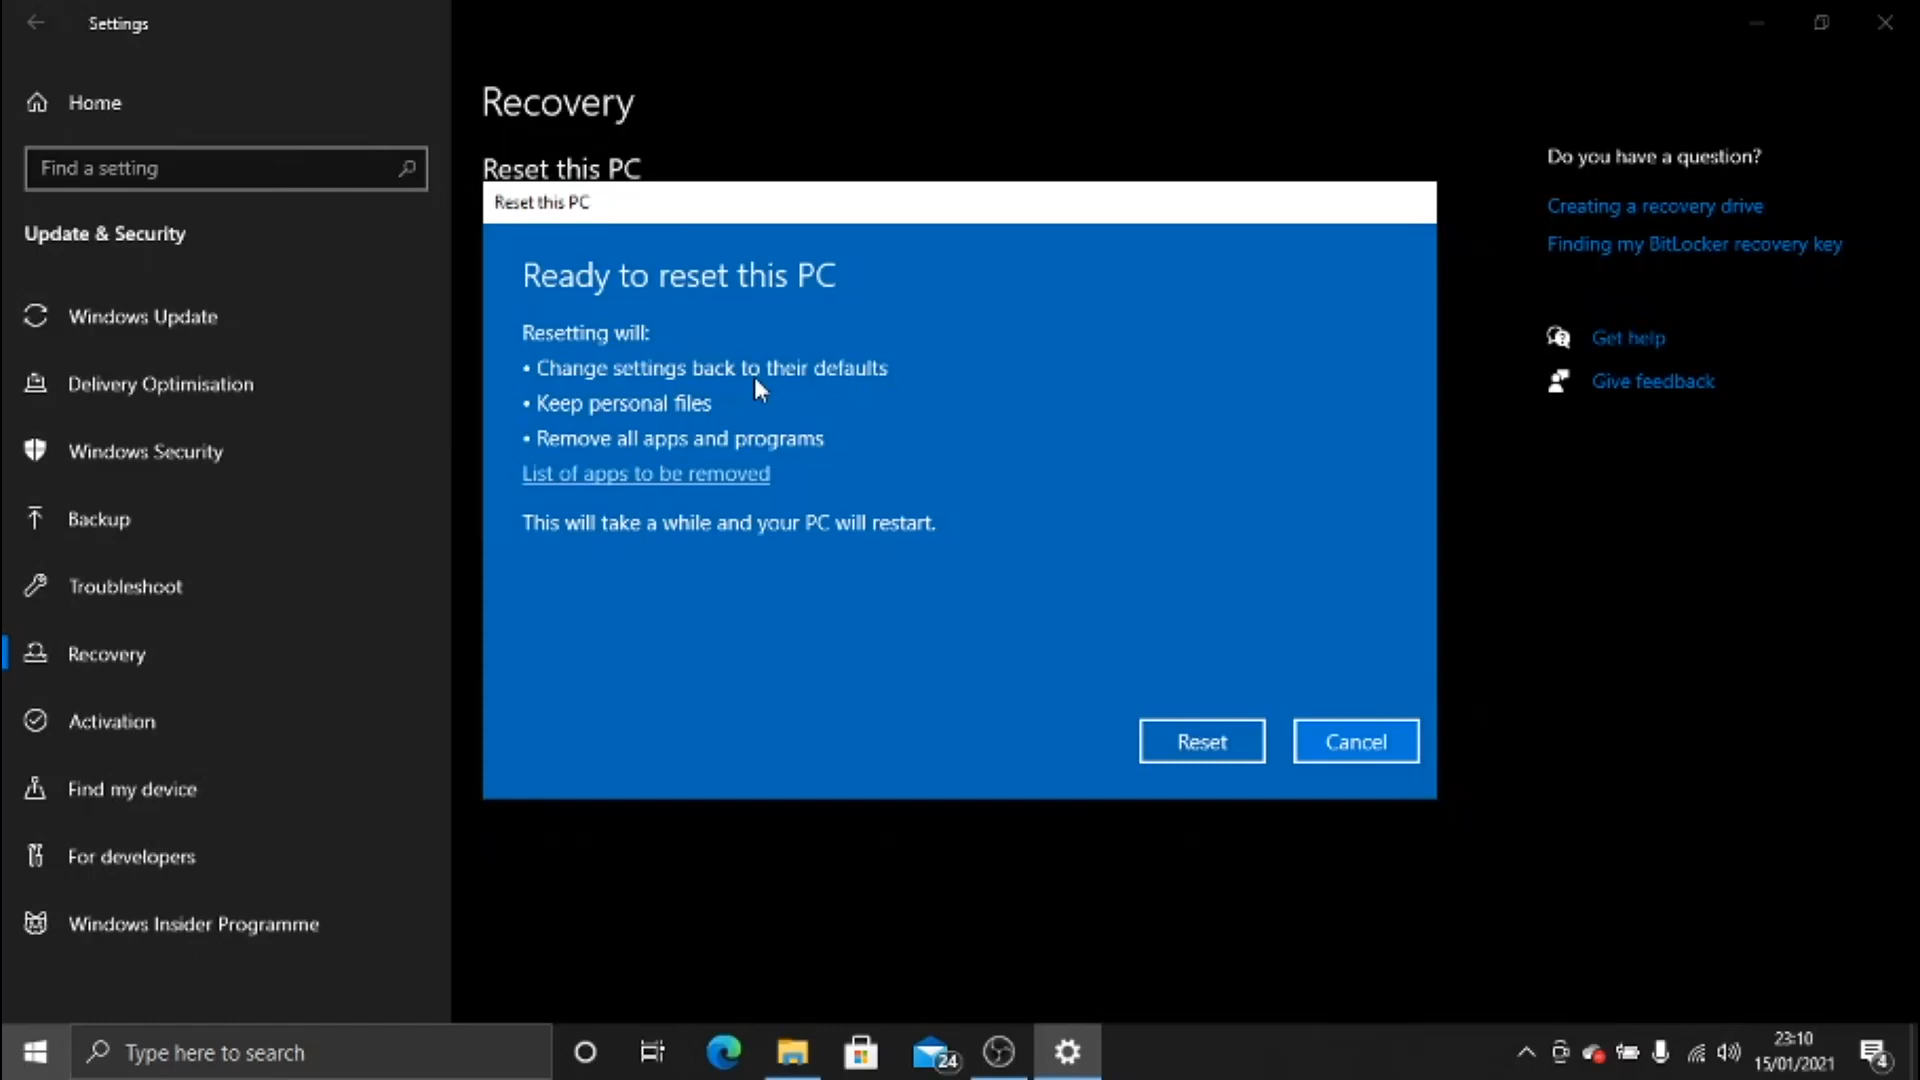 Settings
Home
Find a setting
Update & Security
Windows Update
Delivery Optimisation
Windows Security
Backup
Troubleshoot
Recovery
Activation
Find my device
For developers
Windows Insider Programme
Recovery
Reset this PC
Reset this PC
Ready to reset this PC
Resetting will:
• Change settings back to their defaults
• Keep personal files
• Remove all apps and programs
List of apps to be removed
This will take a while and your PC will restart.
Reset Cancel
Do you have a question?
Creating a recovery drive
Finding my BitLocker recovery key
Get help
Give feedback
Type here to search
24
23:10
15/01/2021
4